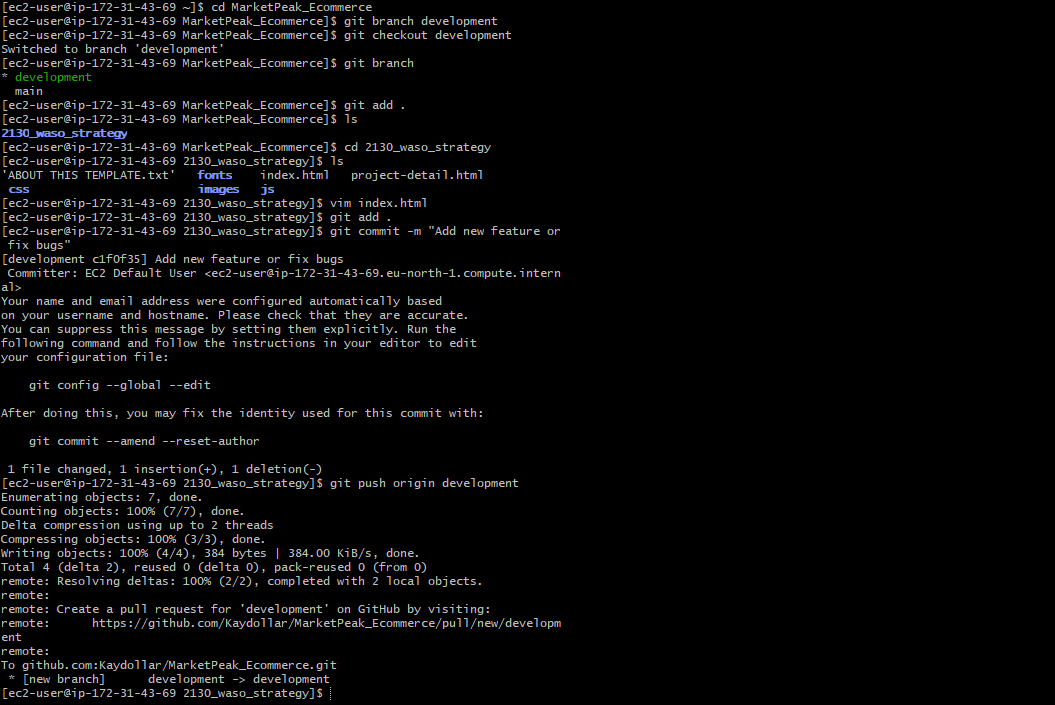 [ec2-user@ip-172-31-43-69 ~]$ cd MarketPeak_Ecommerce
[ec2-user@ip-172-31-43-69 MarketPeak_Ecommerce]$ git branch development
[ec2-user@ip-172-31-43-69 MarketPeak_Ecommerce]$ git checkout development
Switched to branch 'development'
[ec2-user@ip-172-31-43-69 MarketPeak_Ecommerce]$ git branch
* development
  main
[ec2-user@ip-172-31-43-69 MarketPeak_Ecommerce]$ git add .
[ec2-user@ip-172-31-43-69 MarketPeak_Ecommerce]$ ls
2130_waso_strategy
[ec2-user@ip-172-31-43-69 MarketPeak_Ecommerce]$ cd 2130_waso_strategy
[ec2-user@ip-172-31-43-69 2130_waso_strategy]$ ls
'ABOUT THIS TEMPLATE.txt'   fonts    index.html   project-detail.html
 css                        images   js
[ec2-user@ip-172-31-43-69 2130_waso_strategy]$ vim index.html
[ec2-user@ip-172-31-43-69 2130_waso_strategy]$ git add .
[ec2-user@ip-172-31-43-69 2130_waso_strategy]$ git commit -m "Add new feature or
 fix bugs"
[development c1f0f35] Add new feature or fix bugs
 Committer: EC2 Default User <ec2-user@ip-172-31-43-69.eu-north-1.compute.intern
al>
Your name and email address were configured automatically based
on your username and hostname. Please check that they are accurate.
You can suppress this message by setting them explicitly. Run the
following command and follow the instructions in your editor to edit
your configuration file:

    git config --global --edit

After doing this, you may fix the identity used for this commit with:

    git commit --amend --reset-author

 1 file changed, 1 insertion(+), 1 deletion(-)
[ec2-user@ip-172-31-43-69 2130_waso_strategy]$ git push origin development
Enumerating objects: 7, done.
Counting objects: 100% (7/7), done.
Delta compression using up to 2 threads
Compressing objects: 100% (3/3), done.
Writing objects: 100% (4/4), 384 bytes | 384.00 KiB/s, done.
Total 4 (delta 2), reused 0 (delta 0), pack-reused 0 (from 0)
remote: Resolving deltas: 100% (2/2), completed with 2 local objects.
remote:
remote: Create a pull request for 'development' on GitHub by visiting:
remote:      https://github.com/Kaydollar/MarketPeak_Ecommerce/pull/new/developm
ent
remote:
To github.com:Kaydollar/MarketPeak_Ecommerce.git
 * [new branch]      development -> development
[ec2-user@ip-172-31-43-69 2130_waso_strategy]$